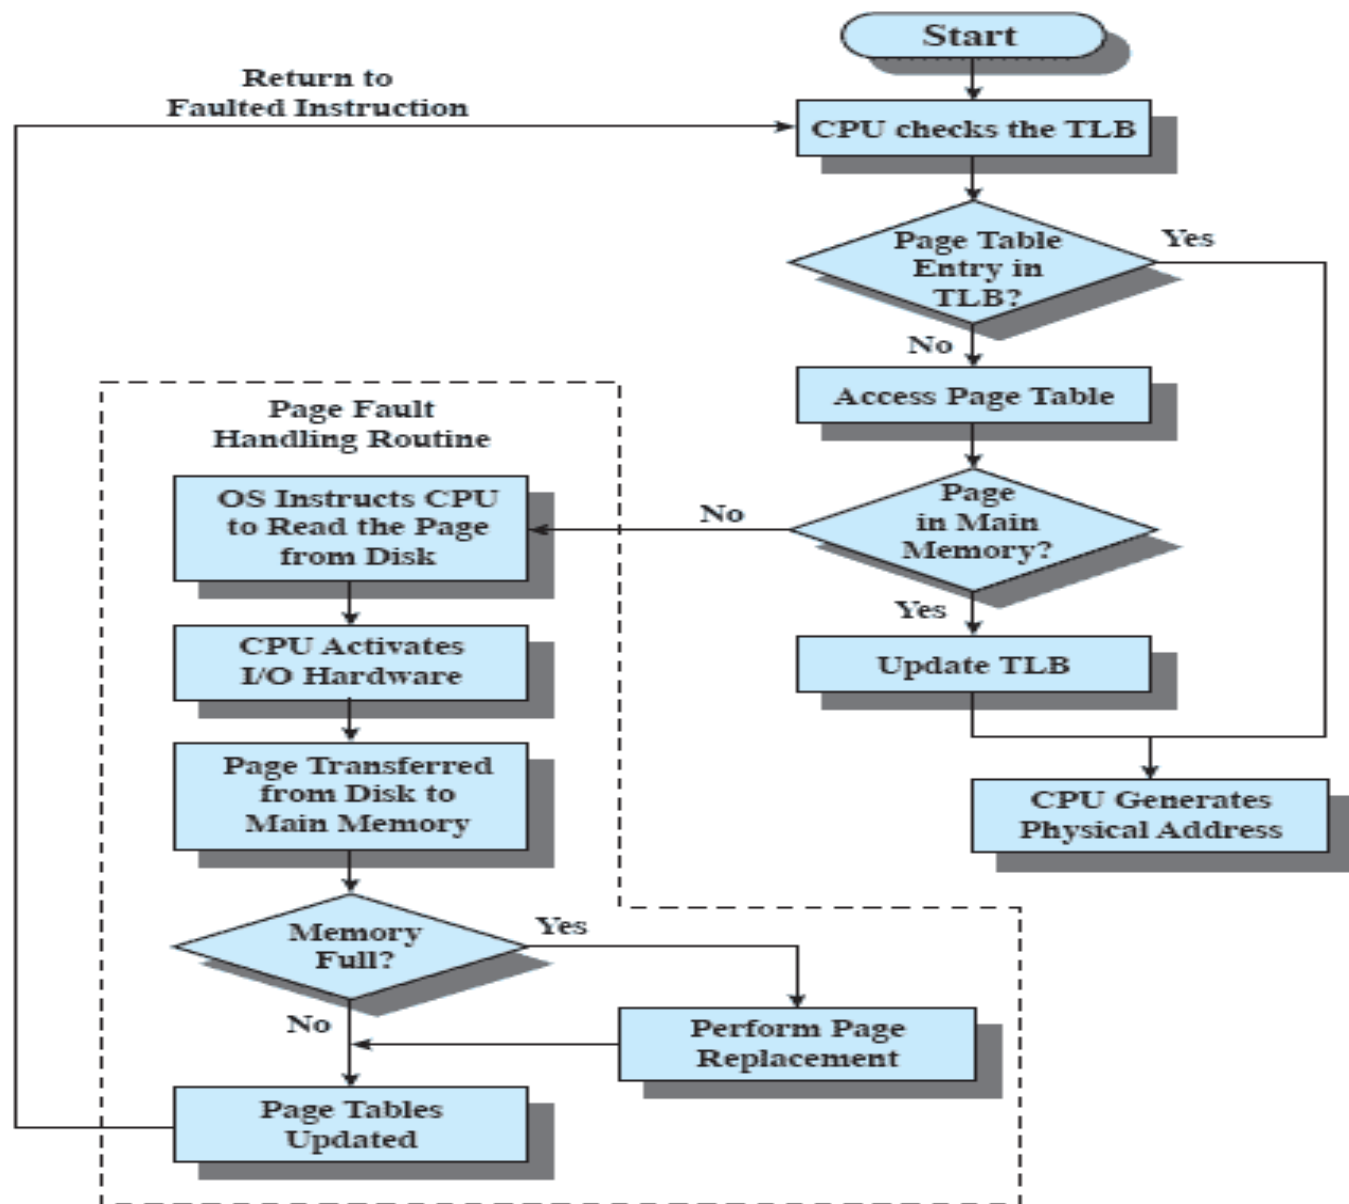 Start
Return to
Faulted Instruction
CPU checks the TLB
Page Table
Entry in
TLB?
Yes
No
Access Page Table
Page Fault
Handling Routine
OS Instructs CPU
to Read the Page
from Disk
No
Page
in Main
Memory?
Yes
CPU Activates
I/O Hardware
Update TLB
Page Transferred
from Disk to
Main Memory
CPU Generates
Physical Address
Memory
Full?
Yes
No
Perform Page
Replacement
Page Tables
Updated